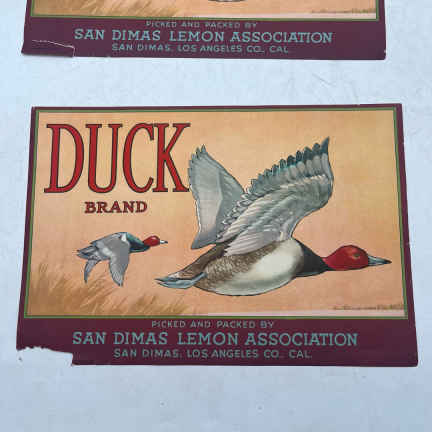 PICKED AND PACKED BY
SAN DIMAS LEMON ASSOCIATION
SAN DIMAS, LOS ANGELES CO., CAL.
DUCK
BRAND
PICKED AND PACKED BY
SAN DIMAS LEMON ASSOCIATION
SAN DIMAS, LOS ANGELES CO., CAL.